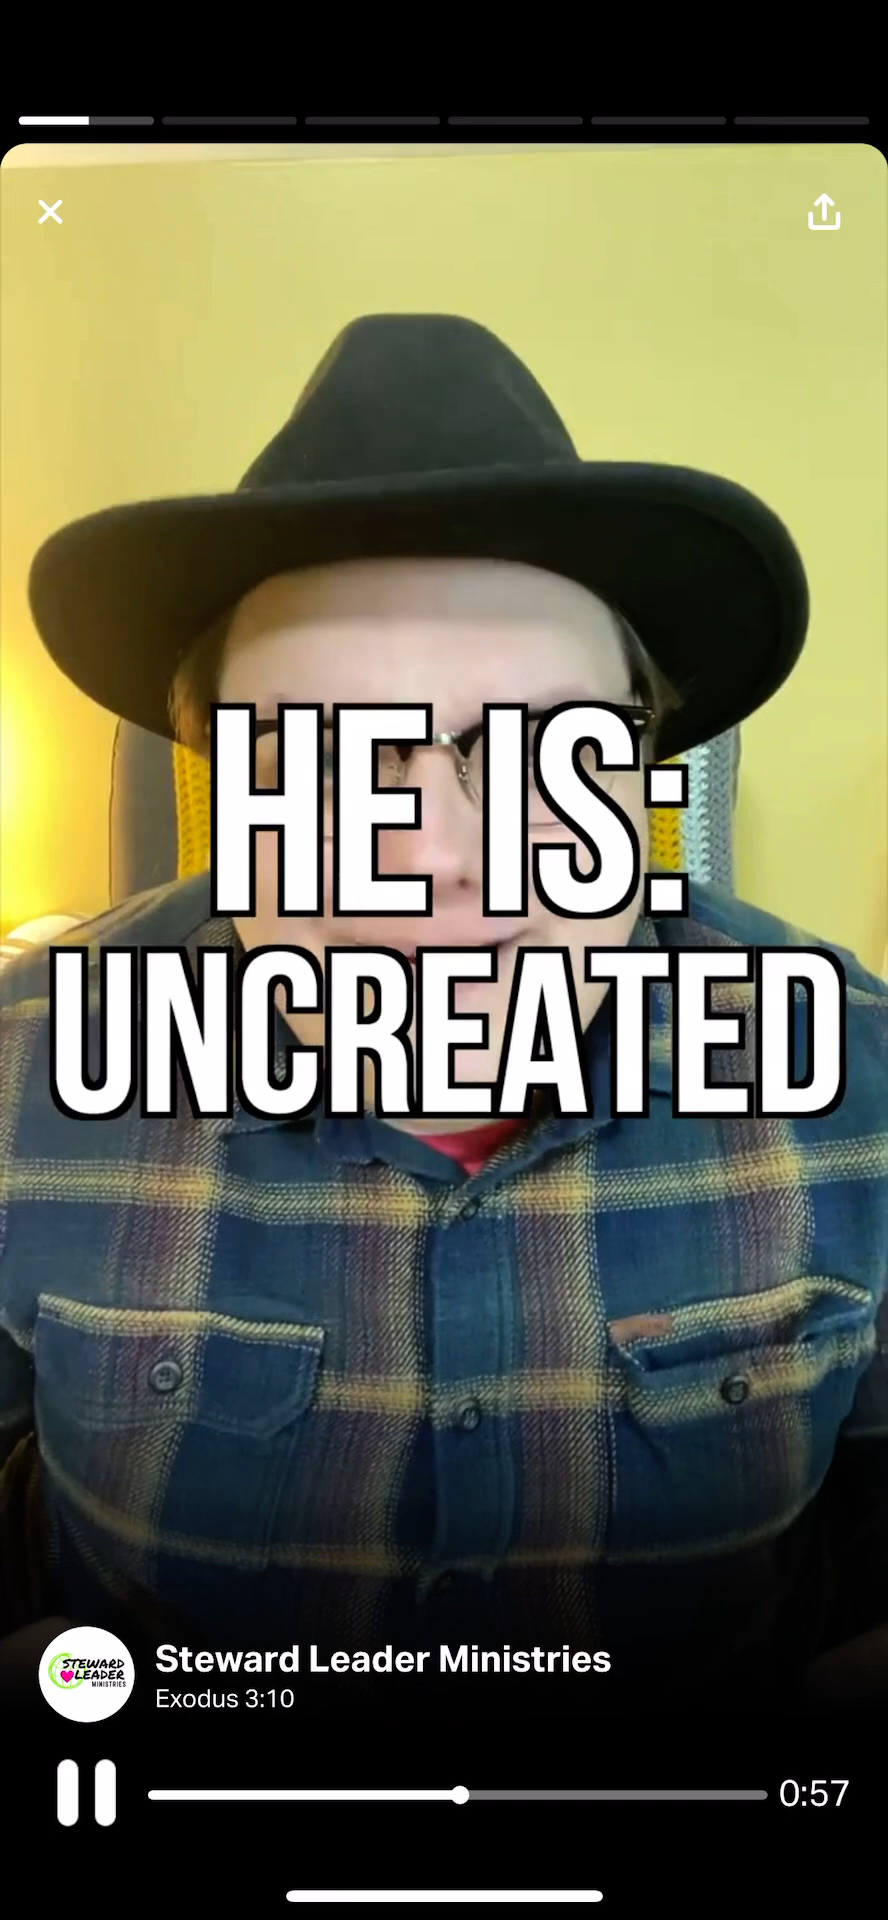 HE IS:
UNCREATED
STEWARD
LEADER
MINISTRIES
Steward Leader Ministries
Exodus 3:10
0:57